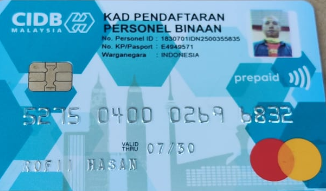 CIDB
MALAYSIA
KAD PENDAFTARAN
PERSONEL BINAAN
No. Personel ID : 1830701IDN2500355835
No. KP/Pasport : E4949571
Warganegara : INDONESIA
prepaid
0400 0269 6832
VALID
THRU 07/30
HASAN